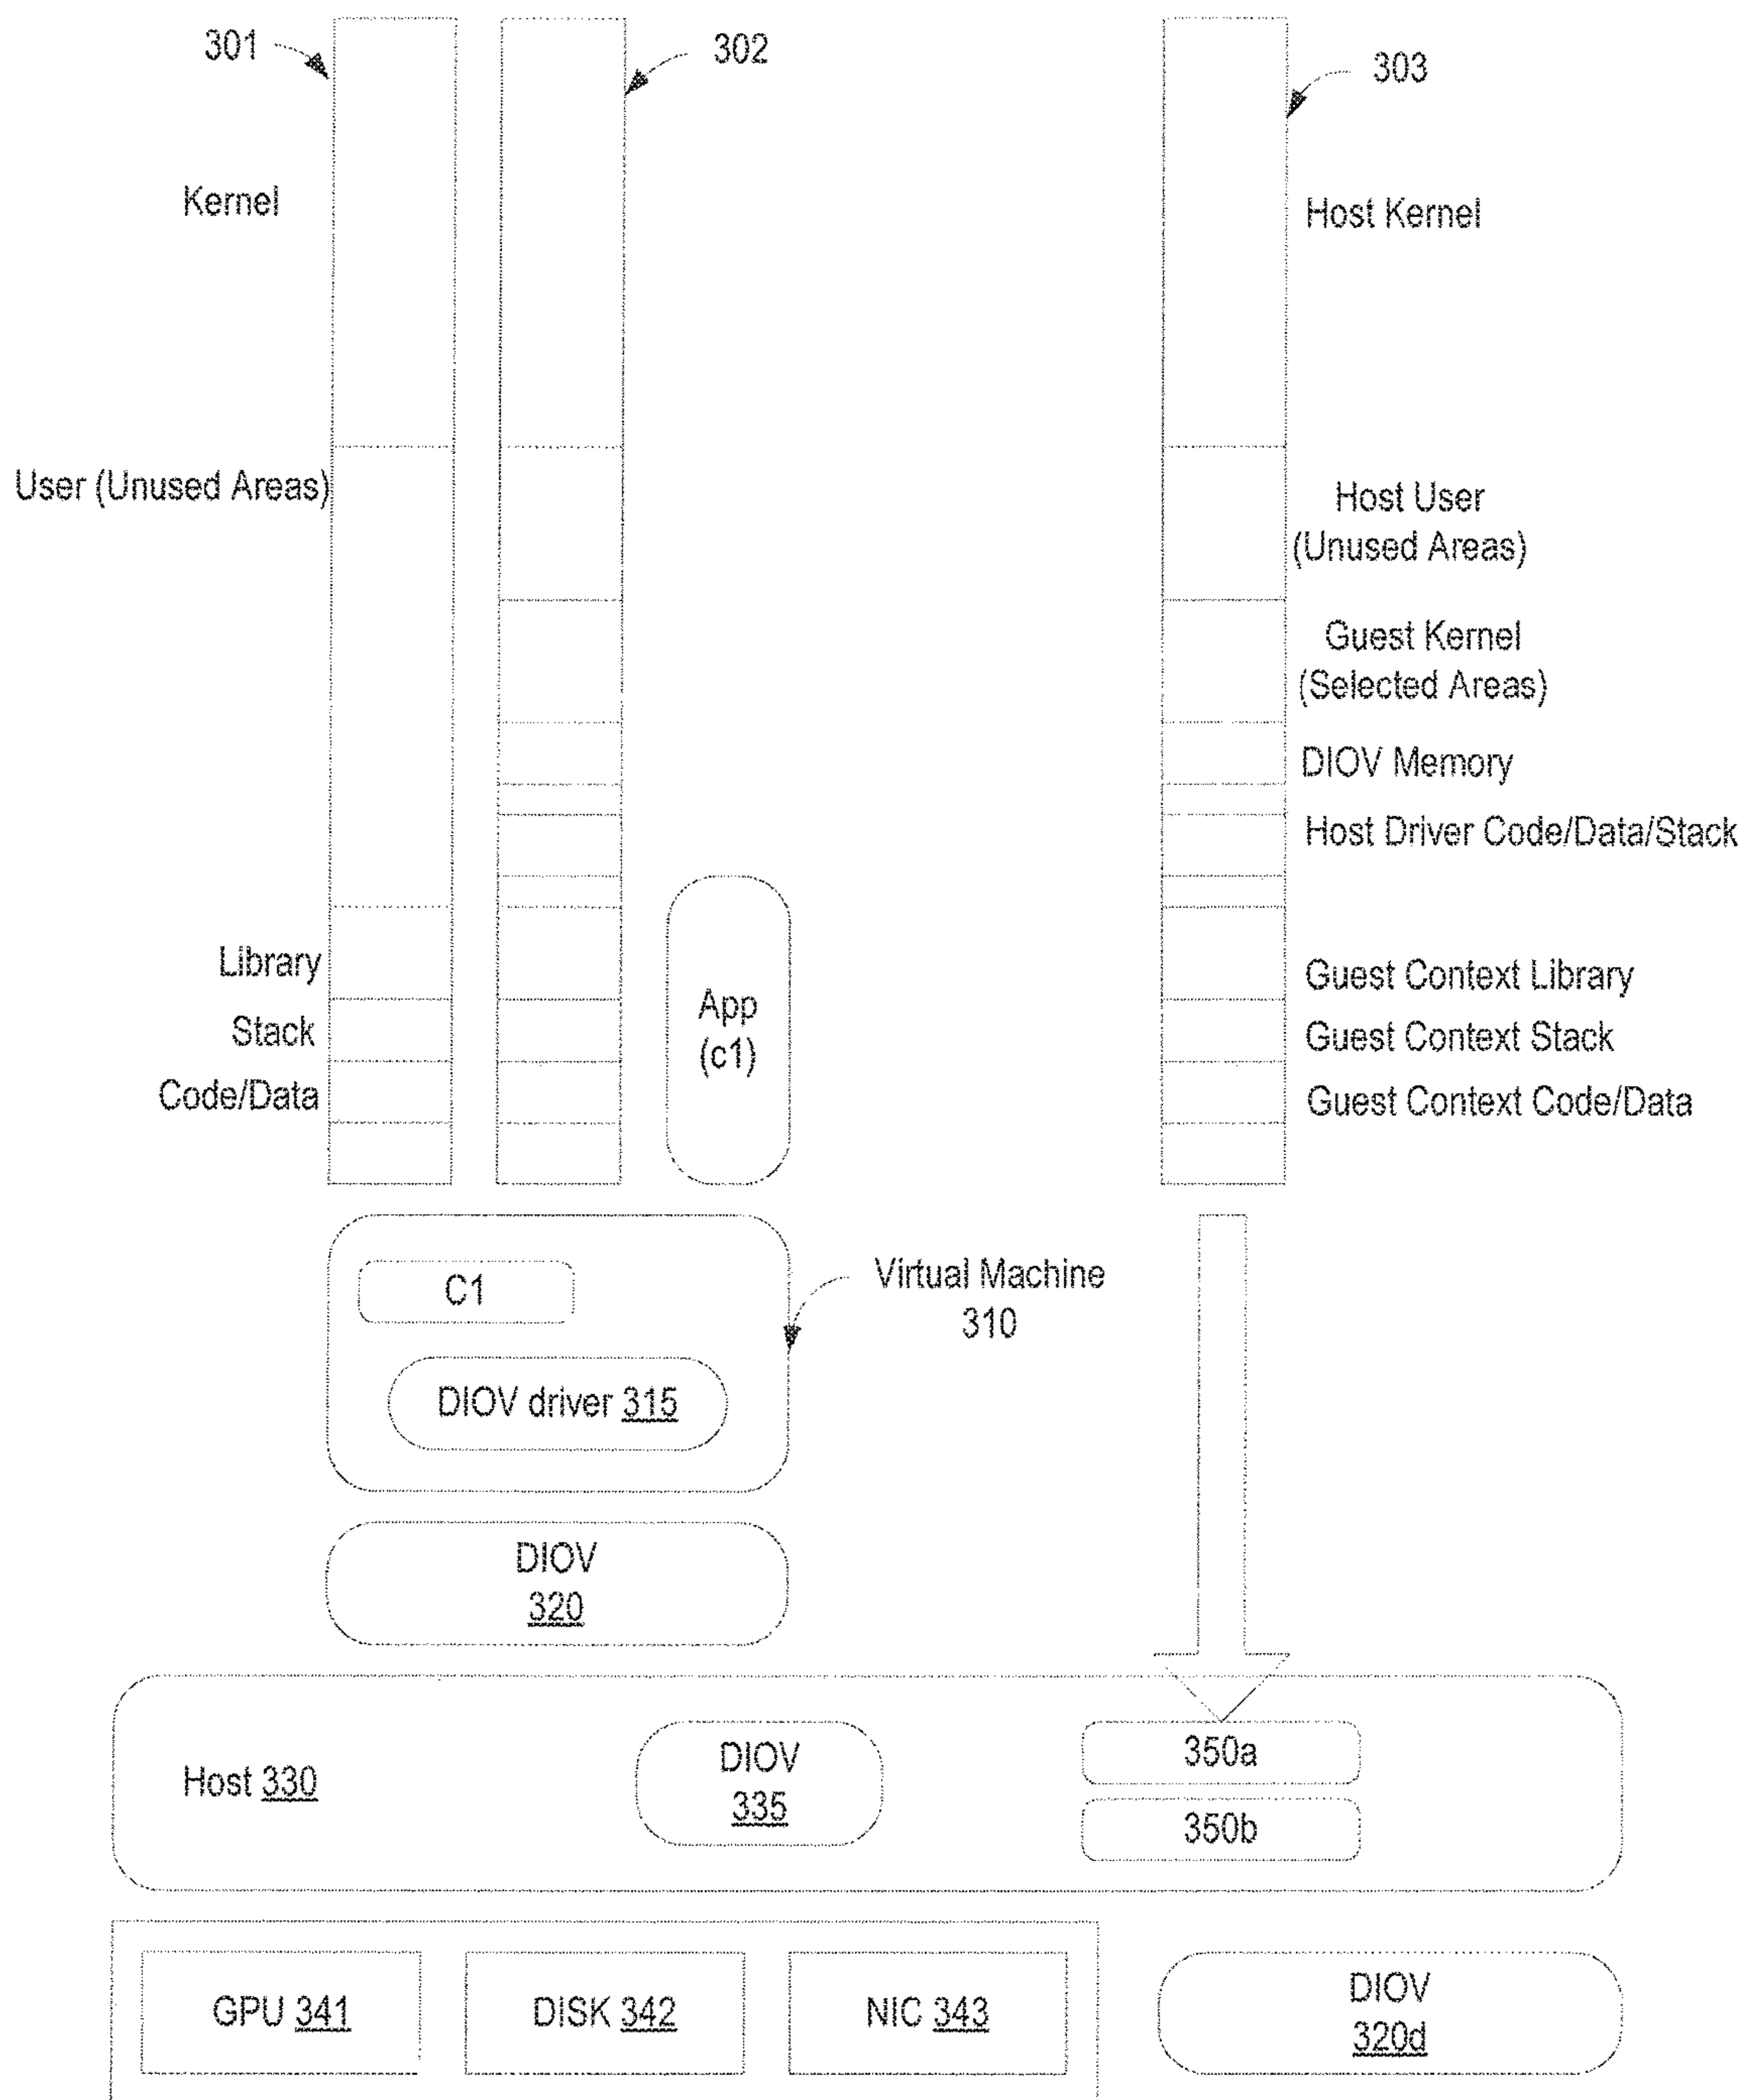 301
302
303
Kernel
Host Kernel
User (Unused Areas)
Host User
(Unused Areas)
Guest Kernel
(Selected Areas)
DIOV Memory
Host Driver Code/Data/Stack
Library
App
(c1)
Guest Context Library
Stack
Guest Context Stack
Code/Data
Guest Context Code/Data
C1
Virtual Machine
310
DIOV driver 315
DIOV
320
Host 330
DIOV
335
350a
350b
GPU 341
DISK 342
NIC 343
DIOV
320d